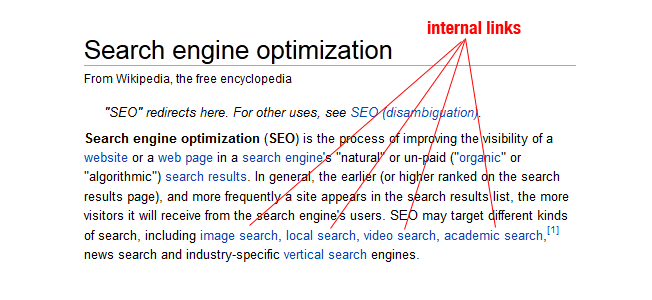 internal links
Search engine optimization
From Wikipedia, the free encyclopedia
"SEO" redirects here. For other uses, see SEO (disambiguation).
Search engine optimization (SEO) is the process of improving the visibility of a
website or a web page in a search engine's "natural" or un-paid ("organic" or
"algorithmic") search results. In general, the earlier (or higher ranked on the search
results page), and more frequently a site appears in the search results list, the more
visitors it will receive from the search engine's users. SEO may target different kinds
of search, including image search, local search, video search, academic search,[1]
news search and industry-specific vertical search engines.